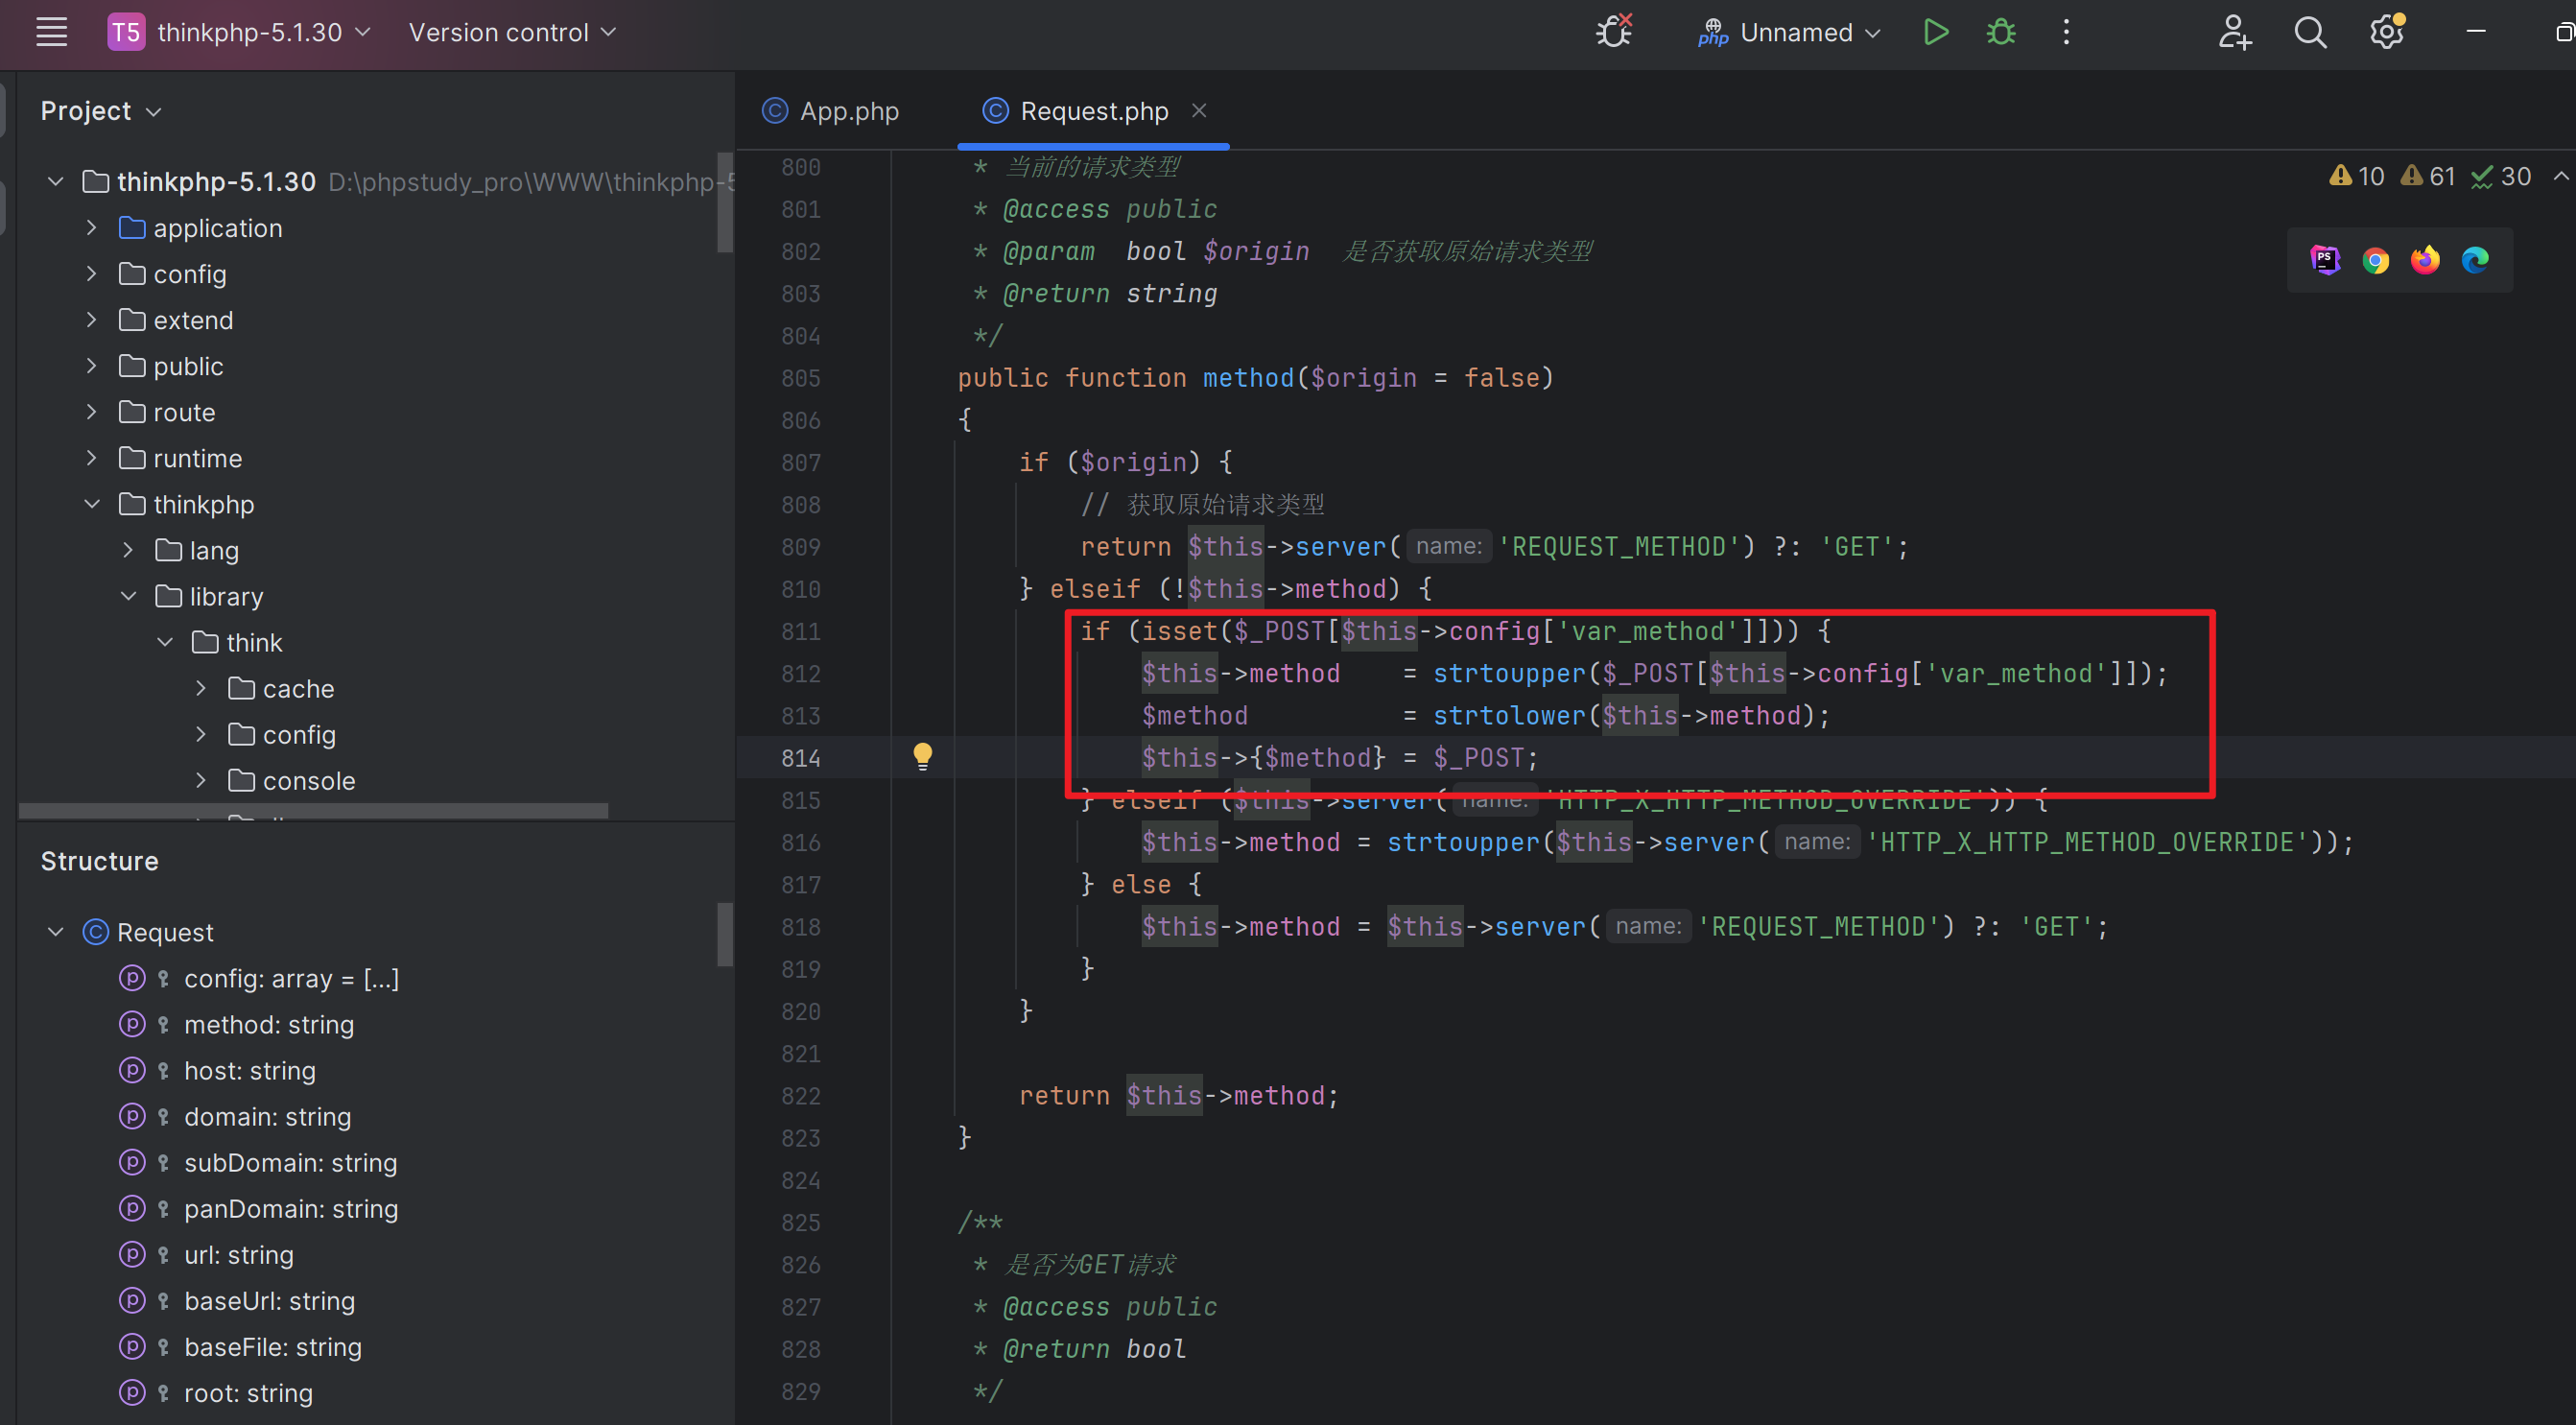 T5 thinkphp-5.1.30 Version control
php Unnamed
Project
thinkphp-5.1.30 D:\phpstudy_pro\WWW\thinkphp-5
application
config
extend
public
route
runtime
thinkphp
lang
library
think
cache
config
console
Structure
Request
config: array = [...]
method: string
host: string
domain: string
subDomain: string
panDomain: string
url: string
baseUrl: string
baseFile: string
root: string
App.php Request.php
10 61 30
PS
800 * 当前的请求类型
801 * @access public
802 * @param  bool $origin  是否获取原始请求类型
803 * @return string
804 */
805 public function method($origin = false)
806 {
807 if ($origin) {
808 // 获取原始请求类型
809 return $this->server( name: 'REQUEST_METHOD') ?: 'GET';
810 } elseif (!$this->method) {
811 if (isset($_POST[$this->config['var_method']])) {
812 $this->method    = strtoupper($_POST[$this->config['var_method']]);
813 $method          = strtolower($this->method);
814 $this->{$method} = $_POST;
815 } elseif ($this->server( name: 'HTTP_X_HTTP_METHOD_OVERRIDE')) {
816 $this->method = strtoupper($this->server( name: 'HTTP_X_HTTP_METHOD_OVERRIDE'));
817 } else {
818 $this->method = $this->server( name: 'REQUEST_METHOD') ?: 'GET';
819 }
820 }
821
822 return $this->method;
823 }
824
825 /**
826 * 是否为GET请求
827 * @access public
828 * @return bool
829 */